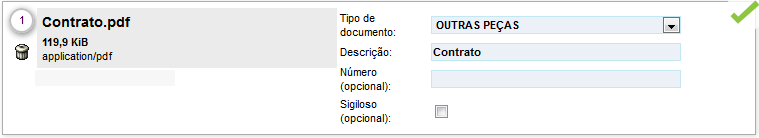 1
Contrato.pdf
119,9 KiB
application/pdf
Tipo de
documento:
OUTRAS PEÇAS
Descrição:
Contrato
Número
(opcional):
Sigiloso
(opcional):